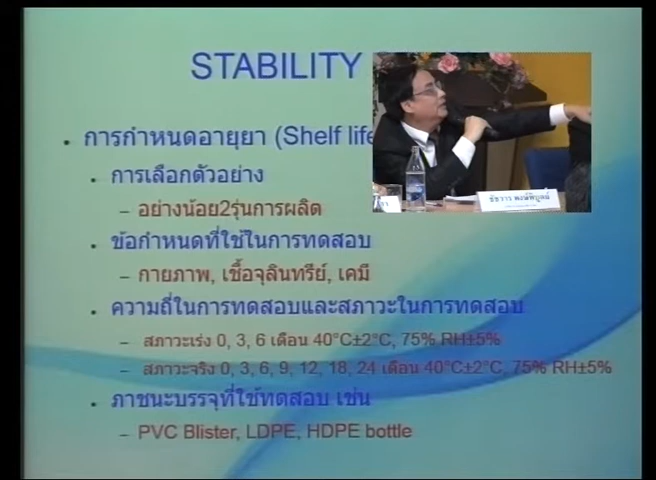 STABILITY
• การกำหนดอายุยา (Shelf life
• การเลือกตัวอย่าง
– อย่างน้อย2รุ่นการผลิต
• ข้อกำหนดที่ใช้ในการทดสอบ
– กายภาพ, เชื้อจุลินทรีย์, เคมี
• ความถี่ในการทดสอบและสภาวะในการทดสอบ
– สภาวะเร่ง 0, 3, 6 เดือน 40°C±2°C, 75% RH±5%
– สภาวะจริง 0, 3, 6, 9, 12, 18, 24 เดือน 40°C±2°C, 75% RH±5%
• ภาชนะบรรจุที่ใช้ทดสอบ เช่น
– PVC Blister, LDPE, HDPE bottle